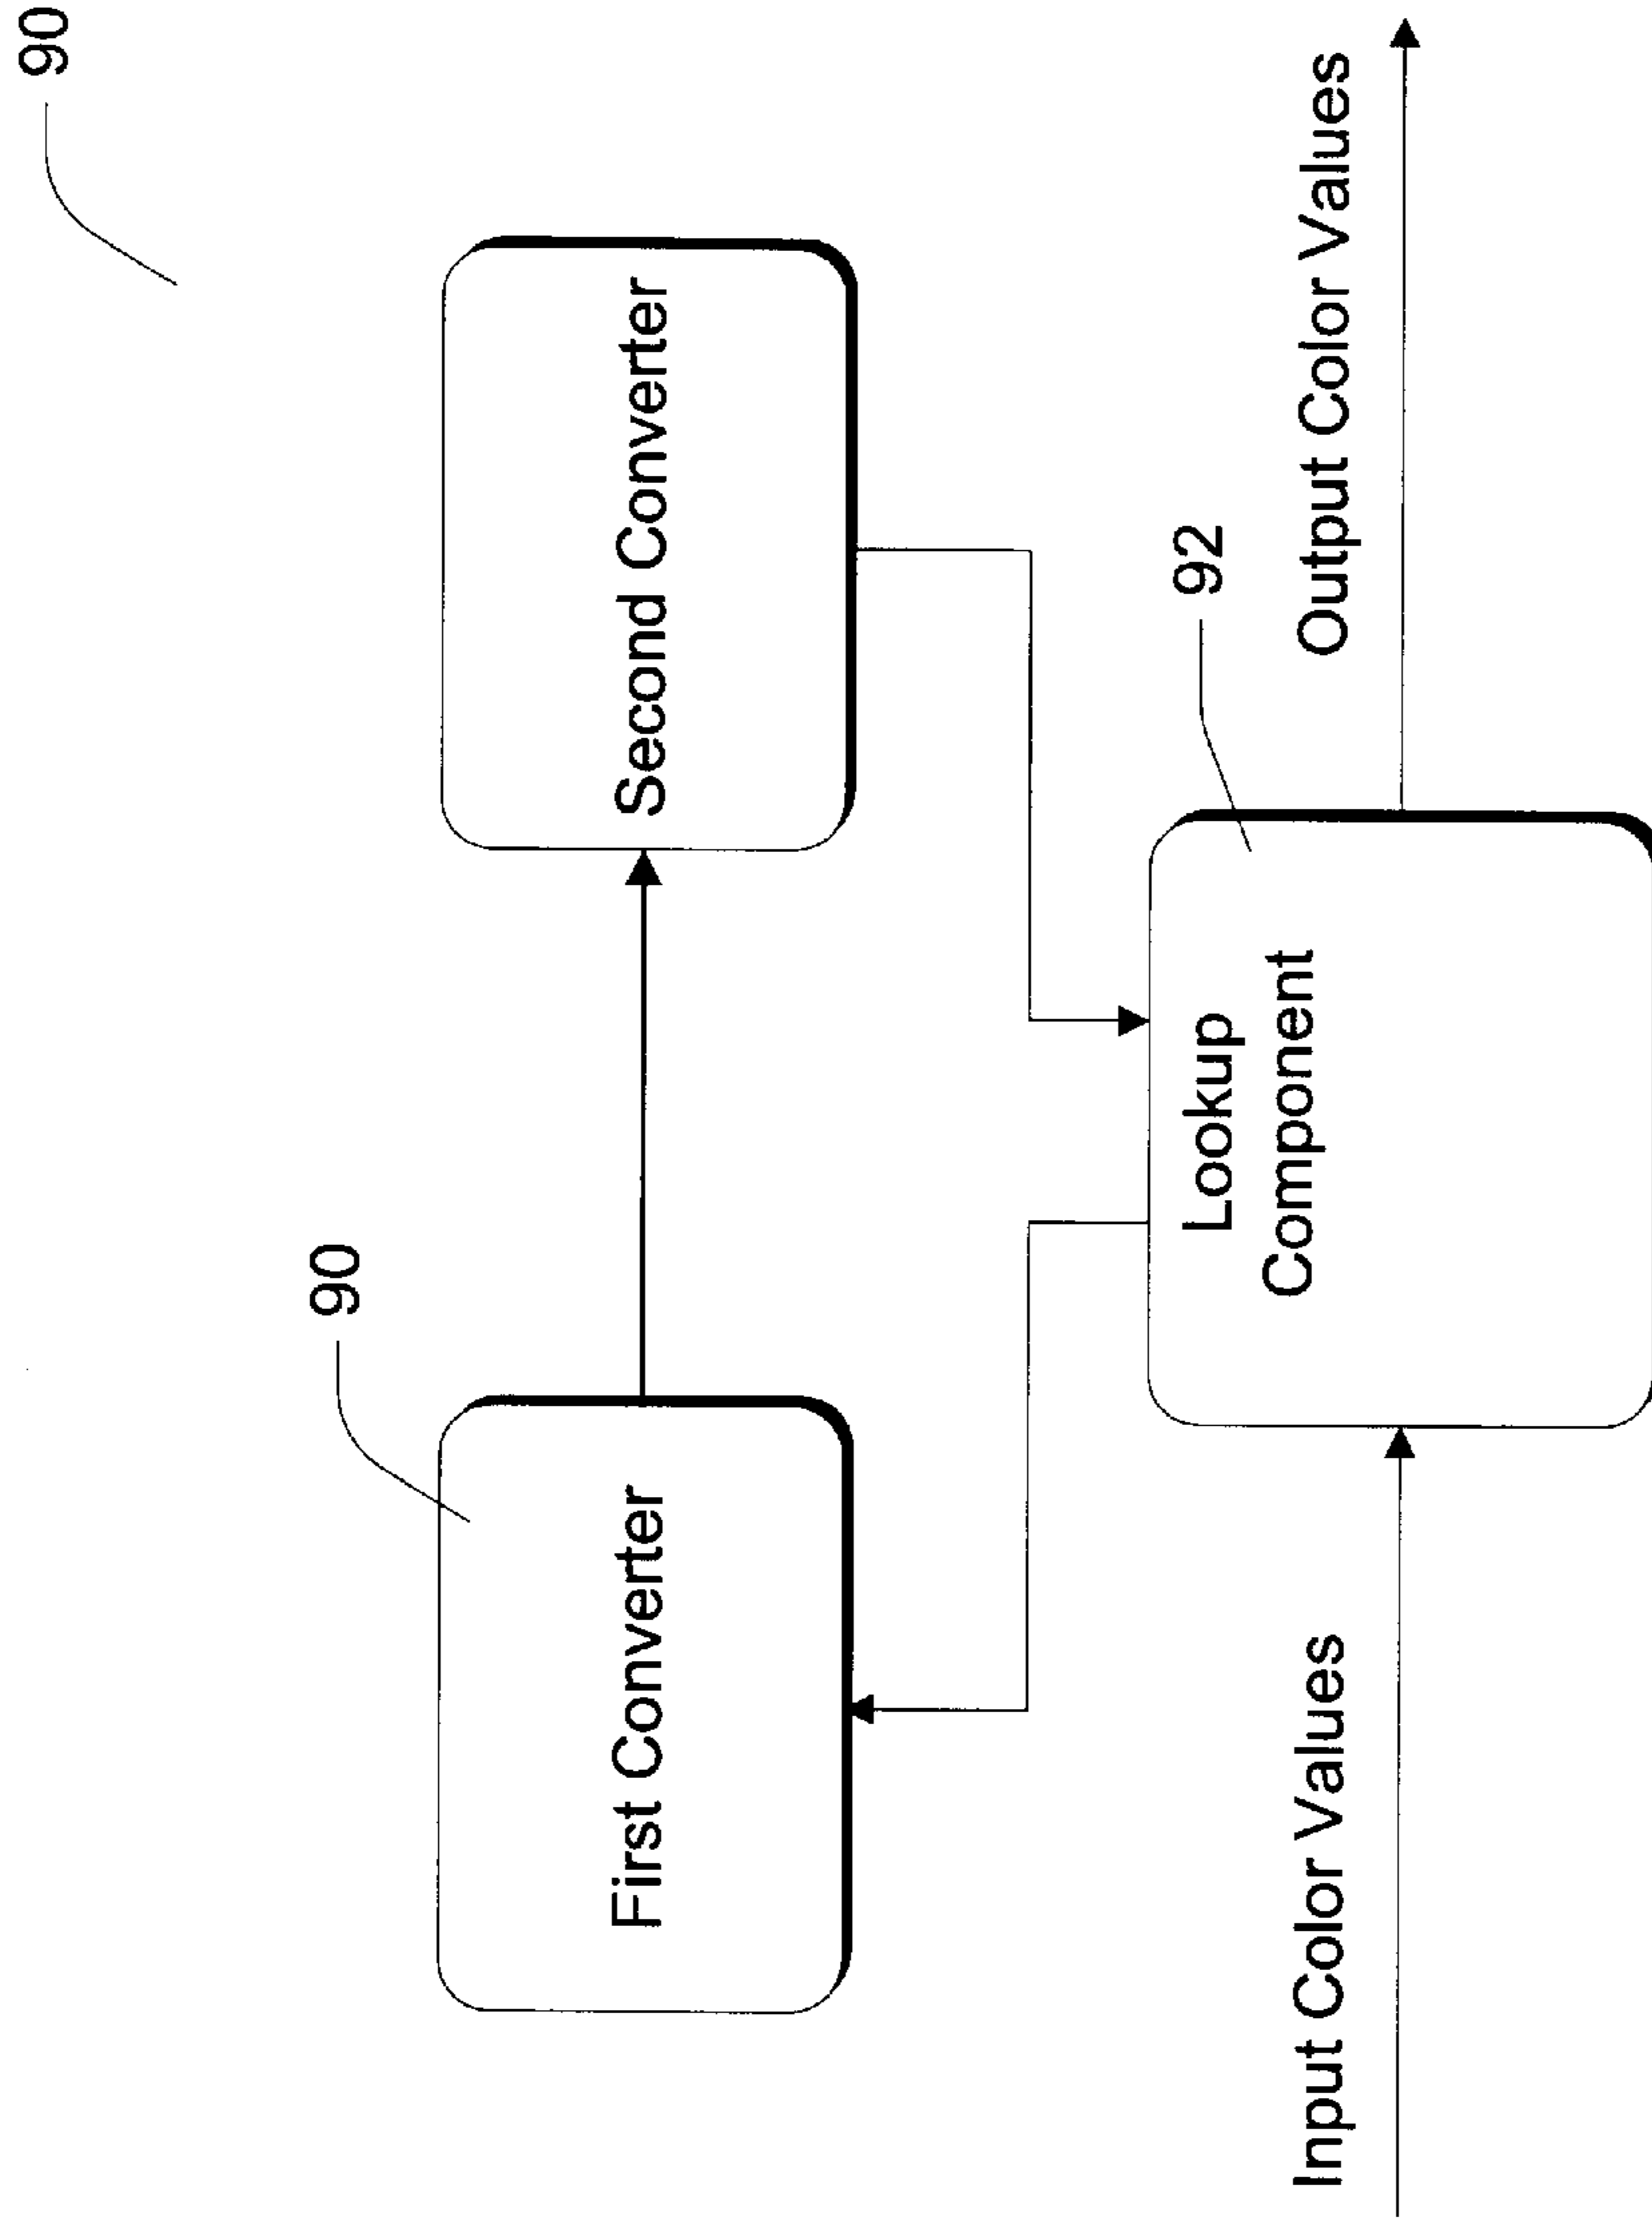 90
90
First Converter
Second Converter
92
Lookup
Component
Input Color Values
Output Color Values